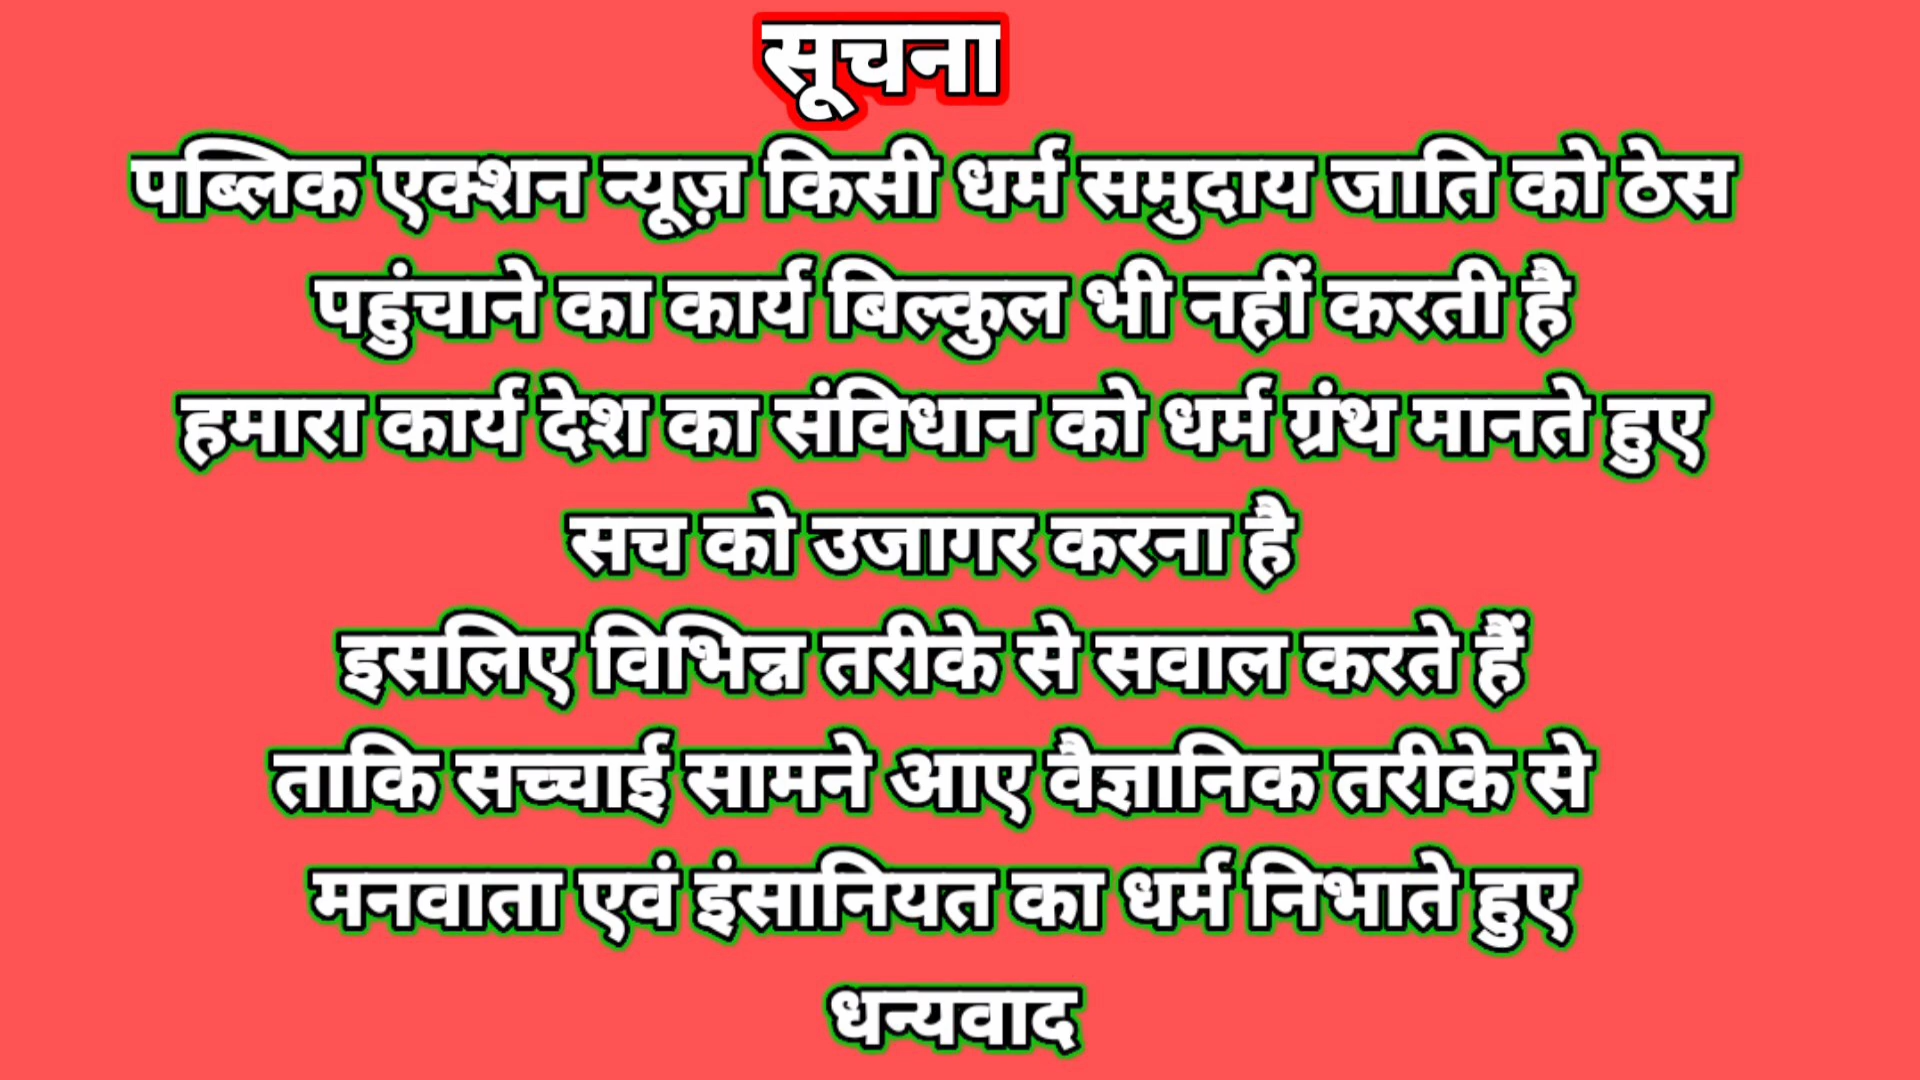 सूचना
पब्लिक एक्शन न्यूज़ किसी धर्म समुदाय जाति को ठेस
पहुंचाने का कार्य बिल्कुल भी नहीं करती है
हमारा कार्य देश का संविधान को धर्म ग्रंथ मानते हुए
सच को उजागर करना है
इसलिए विभिन्न तरीके से सवाल करते हैं
ताकि सच्चाई सामने आए वैज्ञानिक तरीके से
मनवाता एवं इंसानियत का धर्म निभाते हुए
धन्यवाद